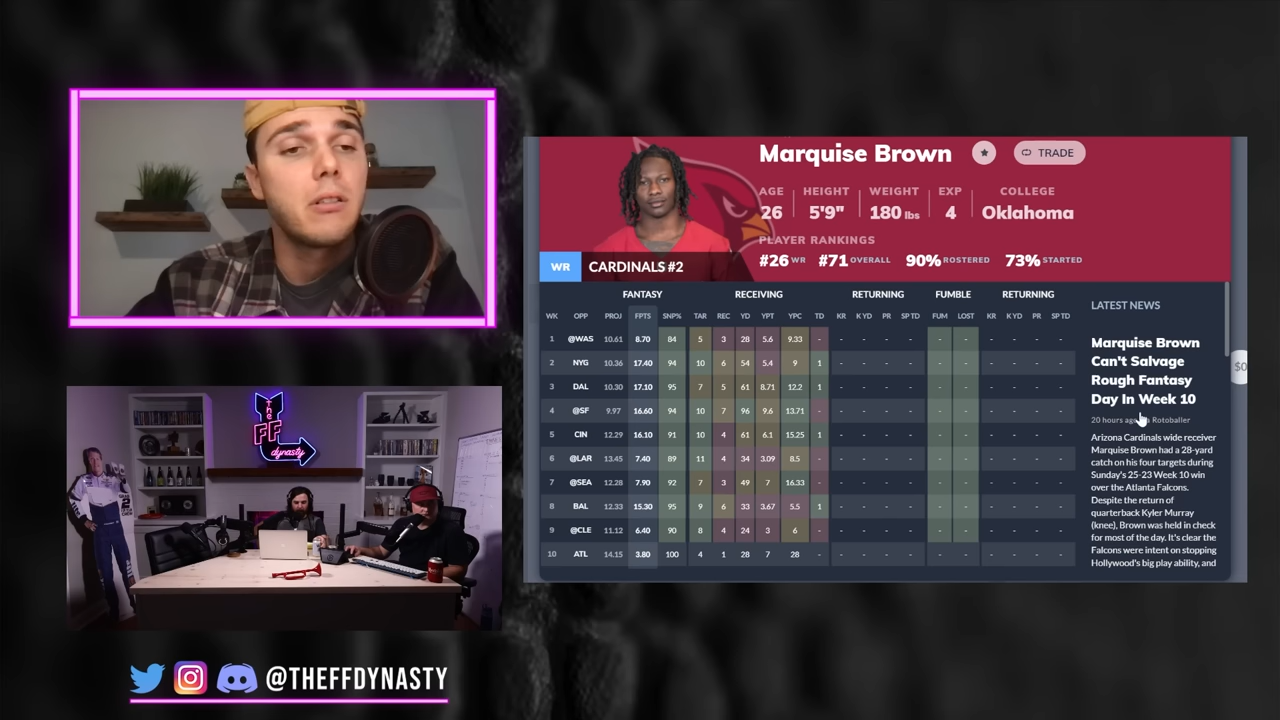 Marquise Brown
TRADE
AGE HEIGHT WEIGHT EXP COLLEGE
26 5'9" 180 lbs 4 Oklahoma
PLAYER RANKINGS
#26 WR #71 OVERALL 90% ROSTERED 73% STARTED
WR CARDINALS #2
FANTASY RECEIVING RETURNING FUMBLE RETURNING
WK OPP PROJ FPTS SNP% TAR REC YD YPT YPC TD KR K YD PR SP TD FUM LOST KR K YD PR SP TD
1 @WAS 10.61 8.70 84 5 3 28 5.6 9.33 - - - - - - - - - - -
2 NYG 10.36 17.40 94 10 6 54 5.4 9 1 - - - - - - - - - -
3 DAL 10.30 17.10 95 7 5 61 8.71 12.2 1 - - - - - - - - - -
4 @SF 9.97 16.60 94 10 7 96 9.6 13.71 - - - - - - - - - - -
5 CIN 12.29 16.10 91 10 4 61 6.1 15.25 1 - - - - - - - - - -
6 @LAR 13.45 7.40 89 11 4 34 3.09 8.5 - - - - - - - - - - -
7 @SEA 12.28 7.90 92 7 3 49 7 16.33 - - - - - - - - - - -
8 BAL 12.33 15.30 95 9 6 33 3.67 5.5 1 - - - - - - - - - -
9 @CLE 11.12 6.40 90 8 4 24 3 6 - - - - - - - - - - -
10 ATL 14.15 3.80 100 4 1 28 7 28 - - - - - - - - - - -
LATEST NEWS
Marquise Brown
Can't Salvage
Rough Fantasy
Day In Week 10
20 hours Rotoballer
Arizona Cardinals wide receiver
Marquise Brown had a 28-yard
catch on his four targets during
Sunday's 25-23 Week 10 win
over the Atlanta Falcons.
Despite the return of
quarterback Kyler Murray
(knee), Brown was held in check
for most of the day. It's clear the
Falcons were intent on stopping
Hollywood's big play ability, and
$0
the
FF
dynasty
@THEFFDYNASTY